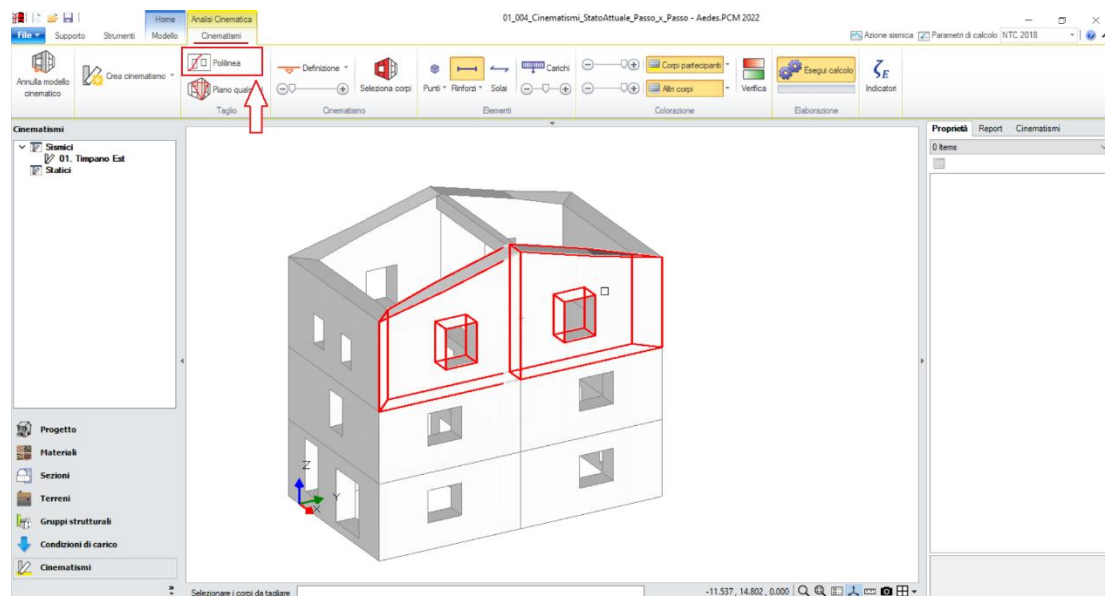 Home
Analisi Cinematica
01_004_Cinematismi_StatoAttuale_Passo_x_Passo - Aedes.PCM 2022
File
Supporto
Strumenti
Modello
Cinematismi
Azione sismica
Parametri di calcolo
NTC 2018
Annulla modello cinematico
Crea cinematismo
Polilinea
Piano qual
Taglio
Definizione
Seleziona corpi
Cinematismo
Punti
Rinforzi
Solai
Carichi
Elementi
Corpi partecipanti
Altri corpi
Colorazione
Verifica
Esegui calcolo
Elaborazione
ζE
Indicatori
Cinematismi
Sismici
01. Timpano Est
Statici
Progetto
Materiali
Sezioni
Terreni
Gruppi strutturali
Condizioni di carico
Cinematismi
Z
Y
X
Proprietà
Report
Cinematismi
0 Items
Selezionare i corpi da tagliare
-11.537 , 14.802 , 0.000